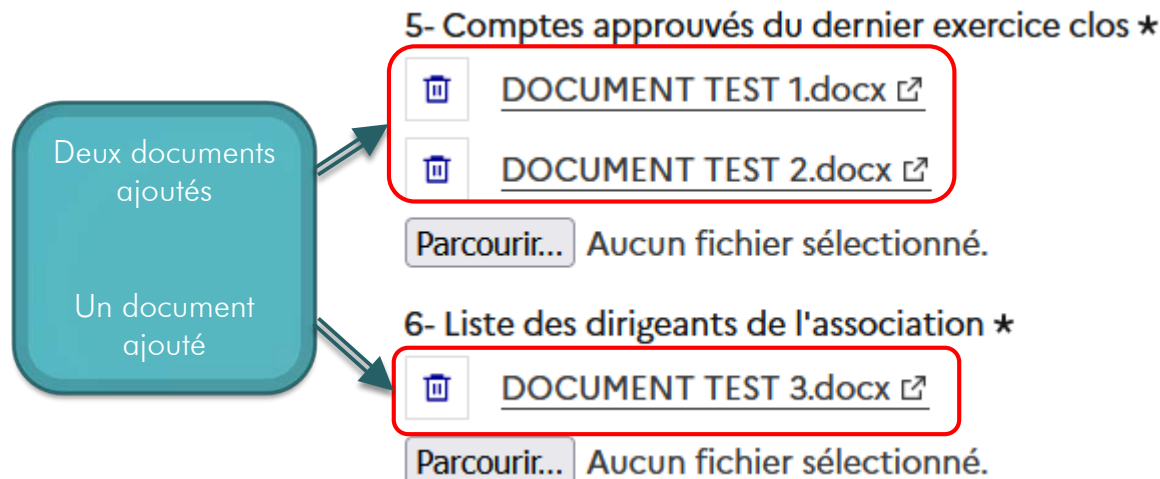 5- Comptes approuvés du dernier exercice clos *
DOCUMENT TEST 1.docx
DOCUMENT TEST 2.docx
Parcourir... Aucun fichier sélectionné.
Deux documents
ajoutés
Un document
ajouté
6- Liste des dirigeants de l'association *
DOCUMENT TEST 3.docx
Parcourir... Aucun fichier sélectionné.